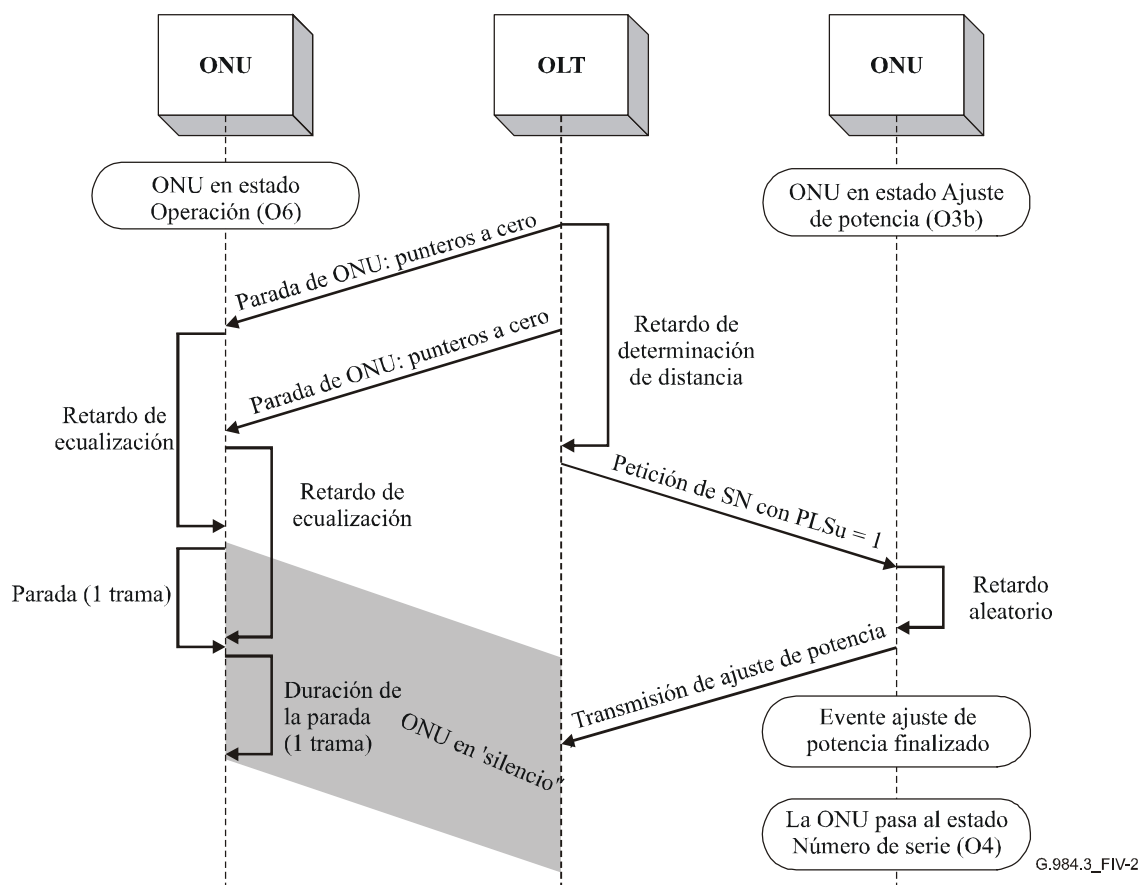 ONU
OLT
ONU
ONU en estado
Operación (O6)
ONU en estado Ajuste
de potencia (O3b)
Parada de ONU: punteros a cero
Parada de ONU: punteros a cero
Retardo de
determinación
de distancia
Retardo de
ecualización
Retardo de
ecualización
Petición de SN con PLSu = 1
Parada (1 trama)
Retardo
aleatorio
Transmisión de ajuste de potencia
Duración de
la parada
(1 trama)
ONU en 'silencio"
Evente ajuste de
potencia finalizado
La ONU pasa al estado
Número de serie (O4)
G.984.3_FIV-2